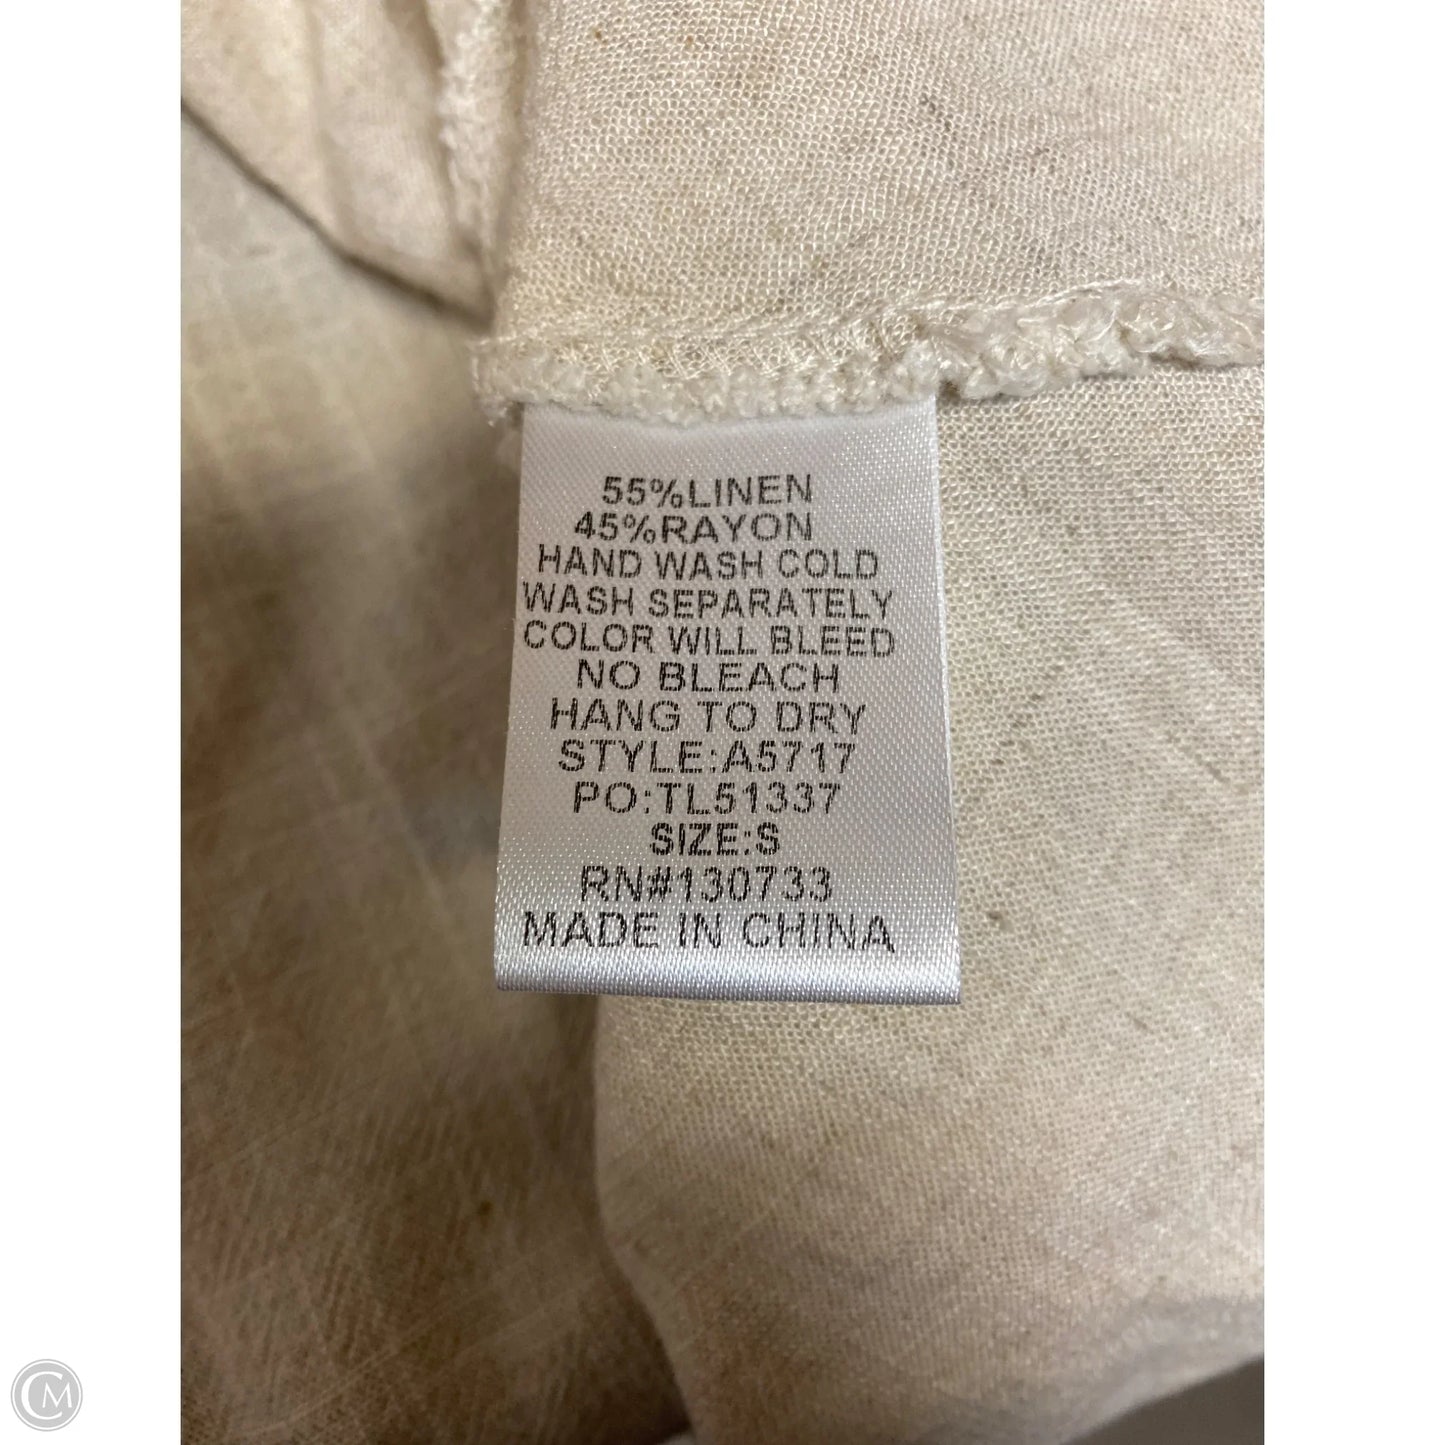 55%LINEN
45%RAYON
HAND WASH COLD
WASH SEPARATELY
COLOR WILL BLEED
NO BLEACH
HANG TO DRY
STYLE:A5717
PO:TL51337
SIZE:S
RN#130733
MADE IN CHINA
CM